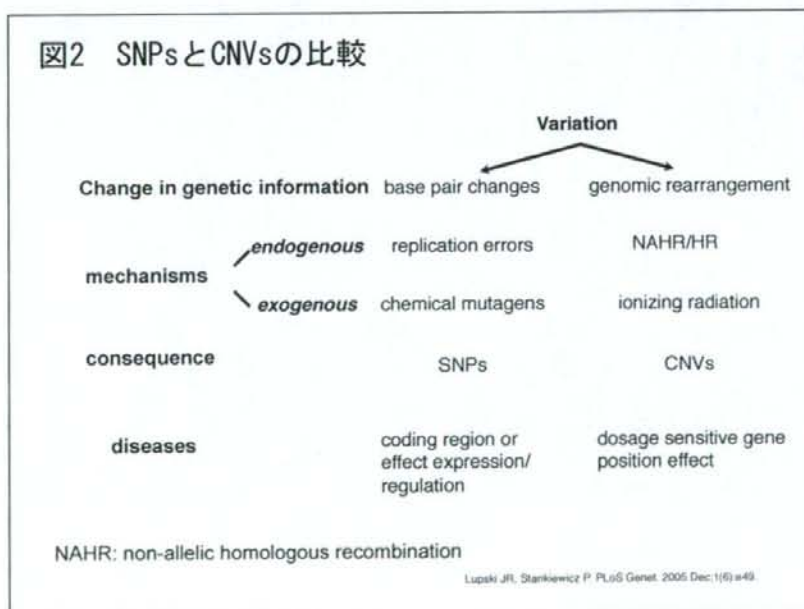 図2 SNPsとCNVsの比較
Variation
Change in genetic information base pair changes genomic rearrangement
endogenous replication errors NAHR/HR
mechanisms
exogenous chemical mutagens ionizing radiation
consequence SNPs CNVs
diseases coding region or dosage sensitive gene
effect expression/ position effect
regulation
NAHR: non-allelic homologous recombination
Lupski JR, Stankiewicz P. PLoS Genet. 2005 Dec;1(6):e49.